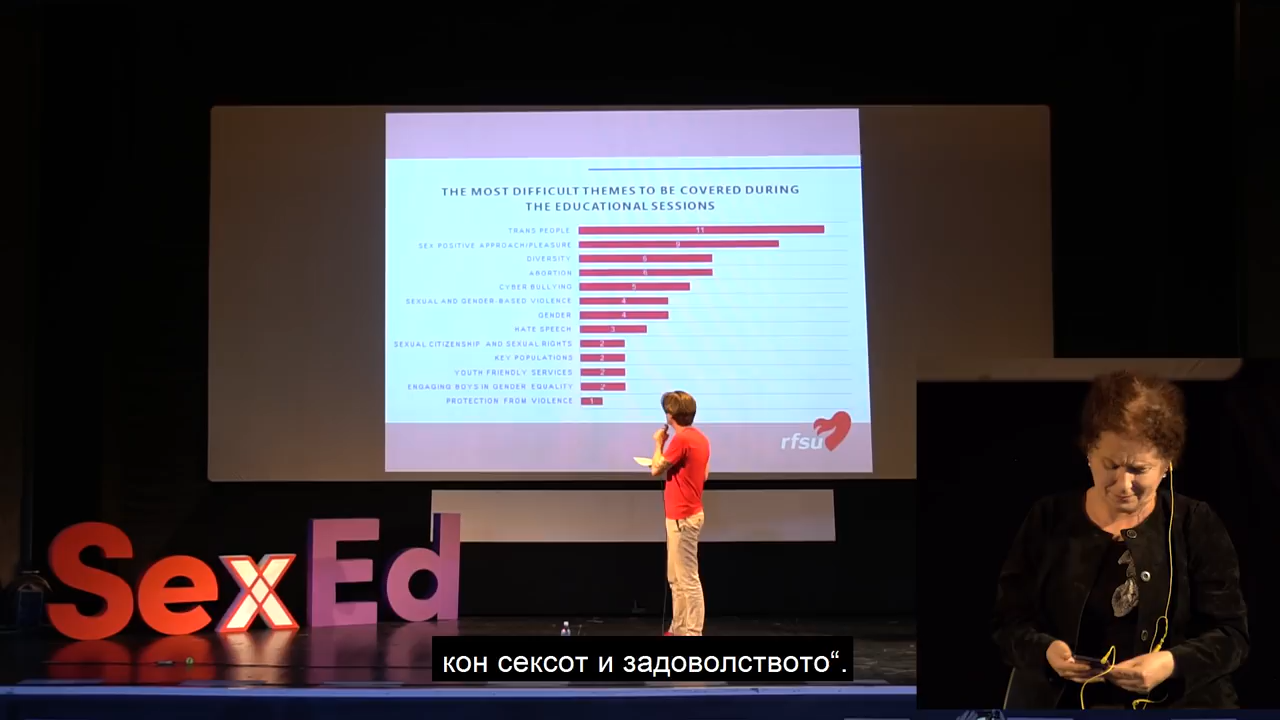 THE MOST DIFFICULT THEMES TO BE COVERED DURING
THE EDUCATIONAL SESSIONS
TRANS PEOPLE 11
SEX POSITIVE APPROACH/PLEASURE 9
DIVERSITY 6
ABORTION 6
CYBER BULLYING 5
SEXUAL AND GENDER-BASED VIOLENCE 4
GENDER 4
HATE SPEECH 3
SEXUAL CITIZENSHIP AND SEXUAL RIGHTS 2
KEY POPULATIONS 2
YOUTH FRIENDLY SERVICES 2
ENGAGING BOYS IN GENDER EQUALITY 2
PROTECTION FROM VIOLENCE 1
rfsu
SexEd
кон сексот и задоволството“.